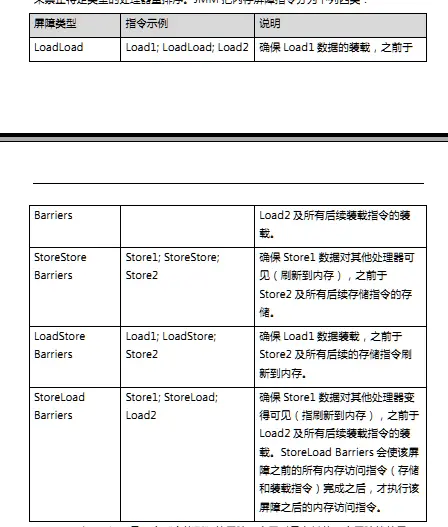 来禁止特定类型的处理器重排序。JMM 把内存屏障指令分为下列四类：
屏障类型 指令示例 说明
LoadLoad Load1; LoadLoad; Load2 确保 Load1 数据的装载，之前于
Barriers Load2 及所有后续装载指令的装
载。
StoreStore Store1; StoreStore; 确保 Store1 数据对其他处理器可
Barriers Store2 见（刷新到内存），之前于
Store2 及所有后续存储指令的存
储。
LoadStore Load1; LoadStore; 确保 Load1 数据装载，之前于
Barriers Store2 Store2 及所有后续的存储指令刷
新到内存。
StoreLoad Store1; StoreLoad; 确保 Store1 数据对其他处理器变
Barriers Load2 得可见（指刷新到内存），之前于
Load2 及所有后续装载指令的装
载。StoreLoad Barriers 会使该屏
障之前的所有内存访问指令（存储
和装载指令）完成之后，才执行该
屏障之后的内存访问指令。